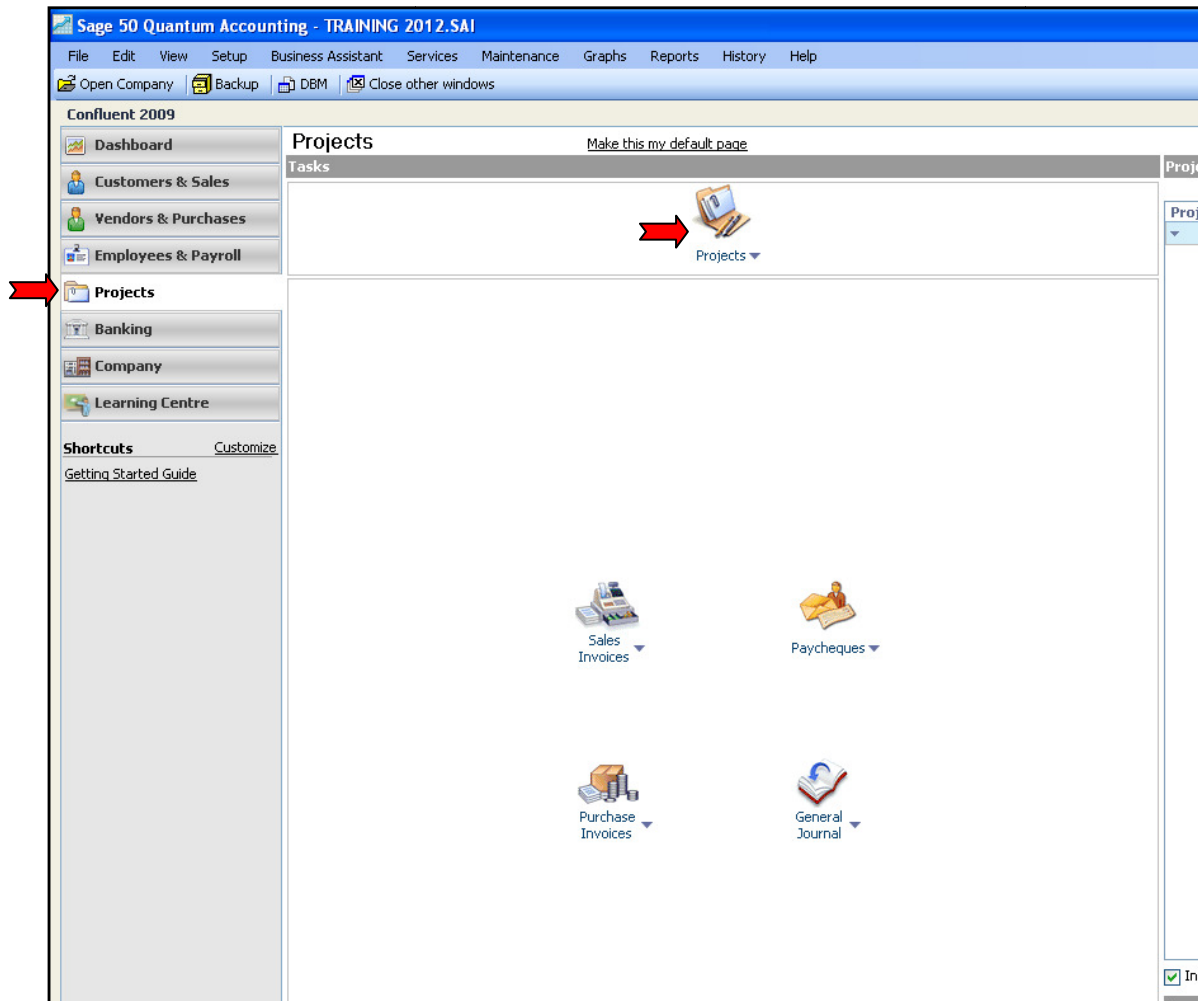 Sage 50 Quantum Accounting - TRAINING 2012.SAI
File Edit View Setup Business Assistant Services Maintenance Graphs Reports History Help
Open Company Backup DBM Close other windows
Confluent 2009
Dashboard
Customers & Sales
Vendors & Purchases
Employees & Payroll
Projects
Banking
Company
Learning Centre
Shortcuts Customize
Getting Started Guide
Projects Make this my default page
Tasks
Projects
Sales
Invoices
Paycheques
Purchase
Invoices
General
Journal